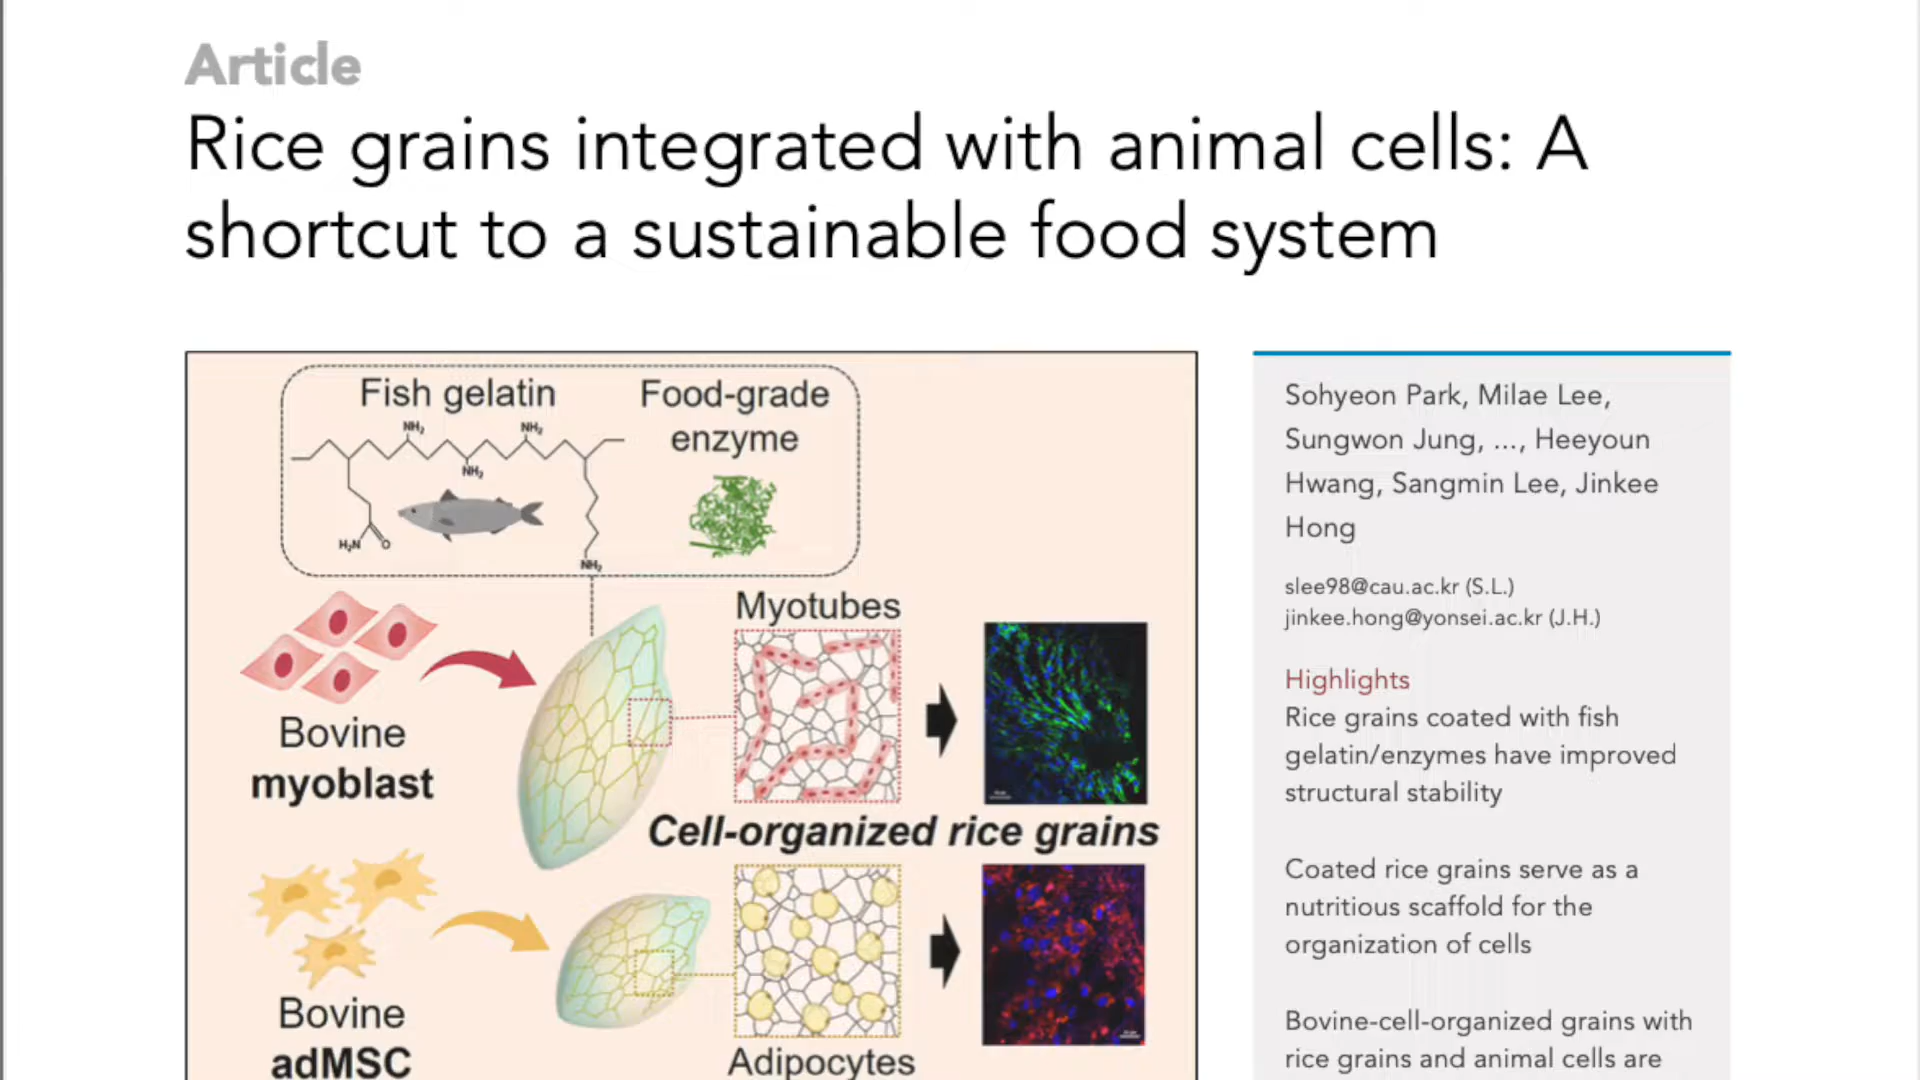 Article
Rice grains integrated with animal cells: A
shortcut to a sustainable food system
Fish gelatin
Food-grade
enzyme
NH₂
NH₂
NH₂
H₂N
O
NH₂
Bovine
myoblast
Myotubes
Cell-organized rice grains
Bovine
adMSC
Adipocytes
Sohyeon Park, Milae Lee,
Sungwon Jung, ..., Heeyoun
Hwang, Sangmin Lee, Jinkee
Hong
slee98@cau.ac.kr (S.L.)
jinkee.hong@yonsei.ac.kr (J.H.)
Highlights
Rice grains coated with fish
gelatin/enzymes have improved
structural stability
Coated rice grains serve as a
nutritious scaffold for the
organization of cells
Bovine-cell-organized grains with
rice grains and animal cells are